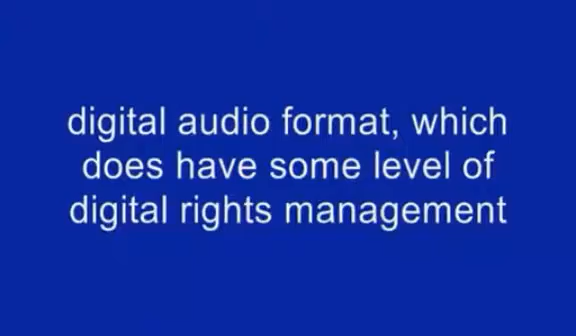 digital audio format, which
does have some level of
digital rights management